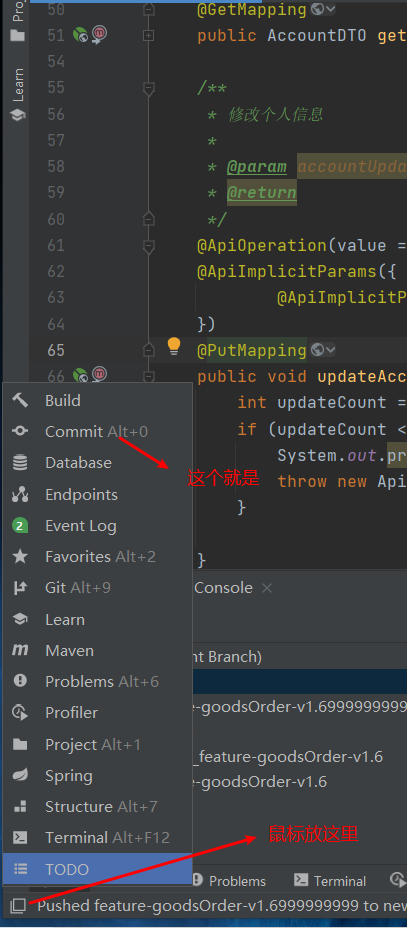 Proj
Learn
50 @GetMapping
51 public AccountDTO get
54
55 /**
56 * 修改个人信息
57 *
58 * @param accountUpda
59 * @return
60 */
61 @ApiOperation(value =
62 @ApiImplicitParams({
63 @ApiImplicitP
64 })
65 @PutMapping
66 public void updateAcc
int updateCount =
if (updateCount <
System.out.pr
throw new Api
}
}
Build
Commit Alt+0
这个就是
Database
Endpoints
2 Event Log
Favorites Alt+2
Git Alt+9
Console
Learn
Maven
nt Branch)
Problems Alt+6
Profiler
e-goodsOrder-v1.6999999999
Project Alt+1
_feature-goodsOrder-v1.6
Spring
e-goodsOrder-v1.6
Structure Alt+7
Terminal Alt+F12
鼠标放这里
TODO
Problems
Terminal
Pushed feature-goodsOrder-v1.6999999999 to new